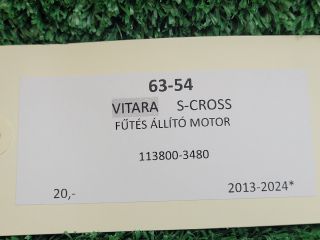 63-54
VITARA S-CROSS
FŰTÉS ÁLLÍTÓ MOTOR
113800-3480
20,- 2013-2024*